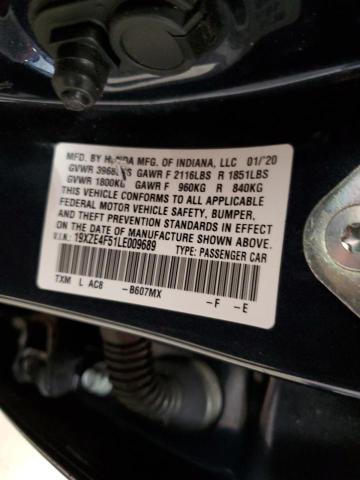 MFD. BY HONDA MFG. OF INDIANA, LLC 01/'20
GVWR GAWR F 2116LBS R 1851LBS
GVWR 1800KG GAWR F 960KG R 840KG
THIS VEHICLE CONFORMS TO ALL APPLICABLE
FEDERAL MOTOR VEHICLE SAFETY, BUMPER,
AND THEFT PREVENTION STANDARDS IN EFFECT
ON THE DATE OF MANUFACTURE SHOWN ABOVE.
V.I.N: 19XZE4F51LE009689 TYPE: PASSENGER CAR
TXM L AC8 -B607MX -F -E